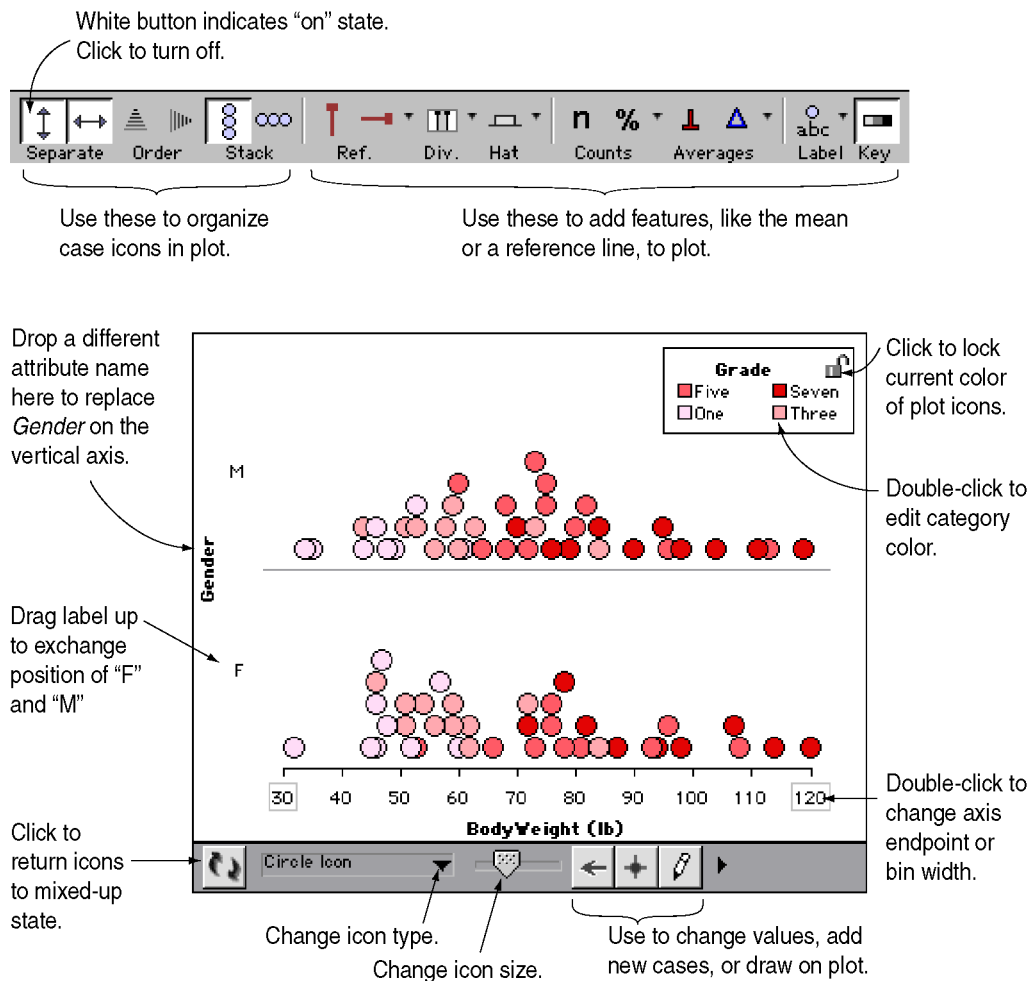 White button indicates “on” state.
Click to turn off.
Separate Order Stack Ref. Div. Hat n % Counts Averages abc Label Key
Use these to organize
case icons in plot.
Use these to add features, like the mean
or a reference line, to plot.
Drop a different
attribute name
here to replace
Gender on the
vertical axis.
Grade
Five Seven
One Three
Click to lock
current color
of plot icons.
Double-click to
edit category
color.
M
Gender
F
Drag label up
to exchange
position of “F”
and “M”
30 40 50 60 70 80 90 100 110 120
BodyWeight (lb)
Double-click to
change axis
endpoint or
bin width.
Click to
return icons
to mixed-up
state.
Circle Icon
Change icon type.
Change icon size.
Use to change values, add
new cases, or draw on plot.